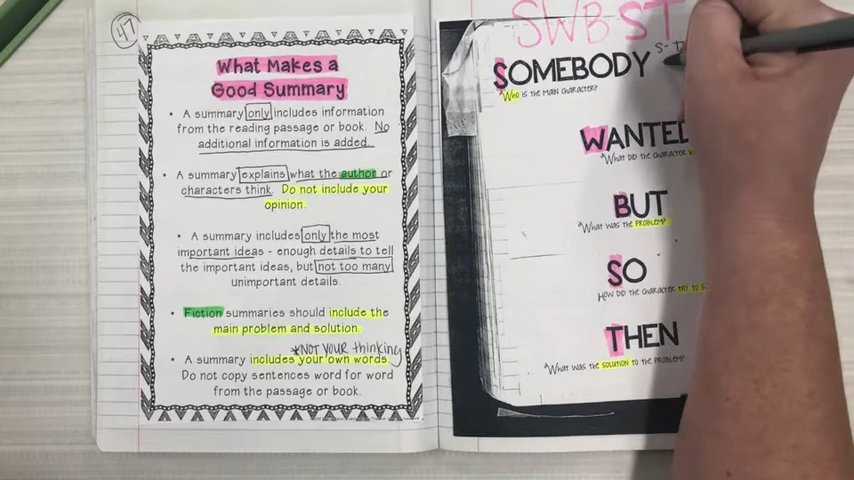 47
What Makes a
Good Summary
• A summary only includes information
from the reading passage or book. No
additional information is added.
• A summary explains what the author or
characters think. Do not include your
opinion.
• A summary includes only the most
important ideas - enough details to tell
the important ideas, but not too many
unimportant details.
• Fiction summaries should include the
main problem and solution.
*NOT YOUR thinking
• A summary includes your own words.
Do not copy sentences word for word
from the passage or book.
SWBST
SOMEBODY
*Who is the main character?
WANTED
*What did the character
BUT
*What was the problem?
SO
How did the character try to
THEN
*What was the solution to the problem?